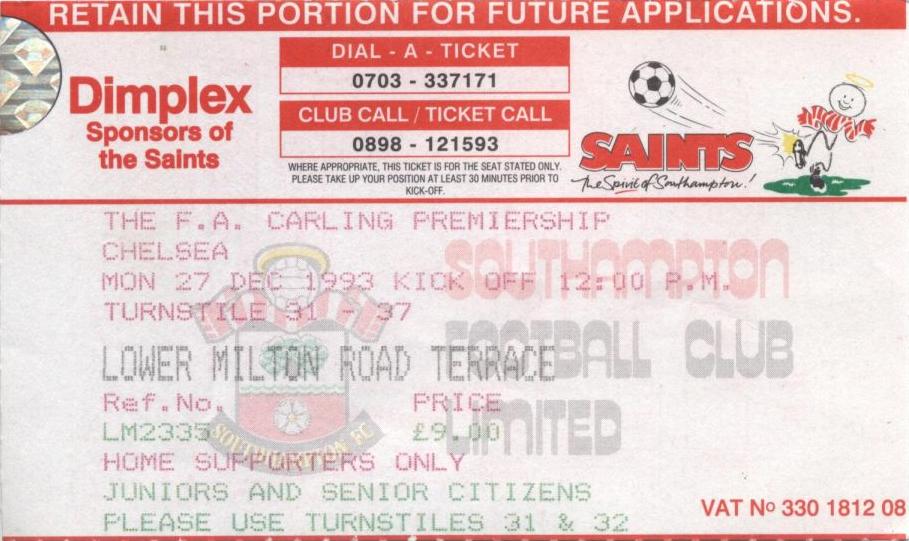 RETAIN THIS PORTION FOR FUTURE APPLICATIONS.
Dimplex
Sponsors of
the Saints
DIAL - A - TICKET
0703 - 337171
CLUB CALL / TICKET CALL
0898 - 121593
WHERE APPROPRIATE, THIS TICKET IS FOR THE SEAT STATED ONLY.
PLEASE TAKE UP YOUR POSITION AT LEAST 30 MINUTES PRIOR TO
KICK-OFF.
SAINTS
The Spirit of Southampton!
THE F.A. CARLING PREMIERSHIP
CHELSEA
MON 27 DEC 1993 KICK OFF 12:00 P.M.
TURNSTILE 31 - 37
LOWER MILTON ROAD TERRACE
Ref.No. PRICE
LM2335 £9.00
HOME SUPPORTERS ONLY
JUNIORS AND SENIOR CITIZENS
PLEASE USE TURNSTILES 31 & 32
SOUTHAMPTON
FOOTBALL CLUB
LIMITED
SOUTHAMPTON FC
VAT No 330 1812 08